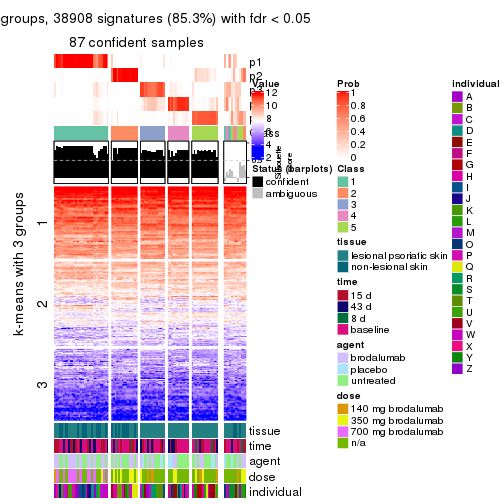 groups, 38908 signatures (85.3%) with fdr < 0.05
87 confident samples
p1
p2
k-means with 3 groups
1
2
3
tissue
time
agent
dose
individual
Value
12
10
8
6
4
2
Silhouette
score
Status (barplots)
confident
ambiguous
Prob
1
0.8
0.6
0.4
0.2
0
Class
1
2
3
4
5
tissue
lesional psoriatic skin
non-lesional skin
time
15 d
43 d
8 d
baseline
agent
brodalumab
placebo
untreated
dose
140 mg brodalumab
350 mg brodalumab
700 mg brodalumab
n/a
individual
A
B
C
D
E
F
G
H
I
J
K
L
M
O
P
Q
R
S
T
U
V
W
X
Y
Z